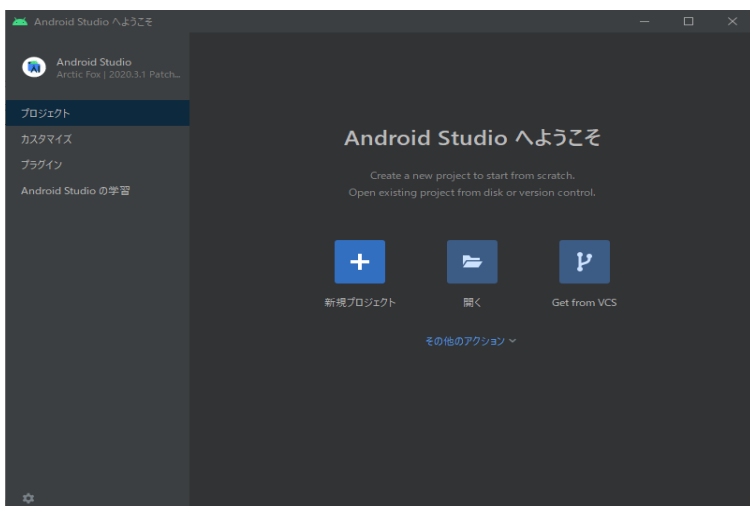 Android Studio へようこそ
Android Studio
Arctic Fox | 2020.3.1 Patch...
プロジェクト
カスタマイズ
プラグイン
Android Studio の学習
Android Studio へようこそ
Create a new project to start from scratch.
Open existing project from disk or version control.
新規プロジェクト
開く
Get from VCS
その他のアクション